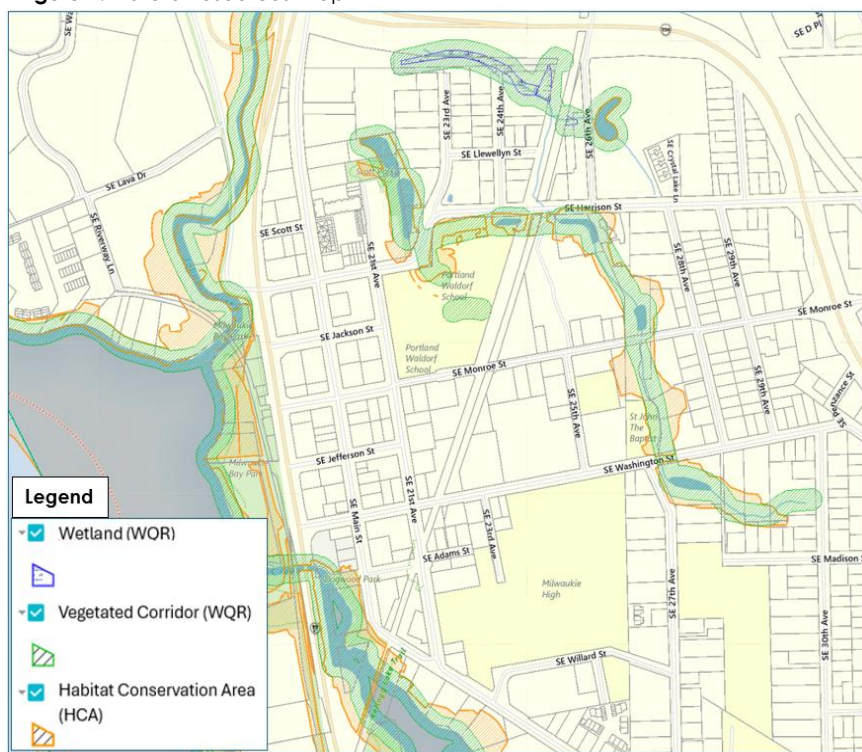 SE D Pl
224
SE 23rd Ave
SE 24th Ave
SE 26th Ave
SE Crystal Lake Ln
SE Llewellyn St
SE Lava Dr
SE Harrison St
SE Riverway Ln
SE Scott St
SE 21st Ave
SE 28th Ave
SE 29th Ave
Portland
Waldorf
School
SE Monroe St
SE Jackson St
Portland
Waldorf
School
SE Monroe St
SE 25th Ave
SE 29th Ave
St John
The
Baptist
SE Jefferson St
SE Washington St
Legend
Wetland (WQR)
Vegetated Corridor (WQR)
Habitat Conservation Area
(HCA)
SE Main St
SE 21st Ave
SE 23rd Ave
SE Adams St
Dogwood Park
Milwaukie
High
SE 27th Ave
SE Madison S
SE 30th Ave
SE Willard St